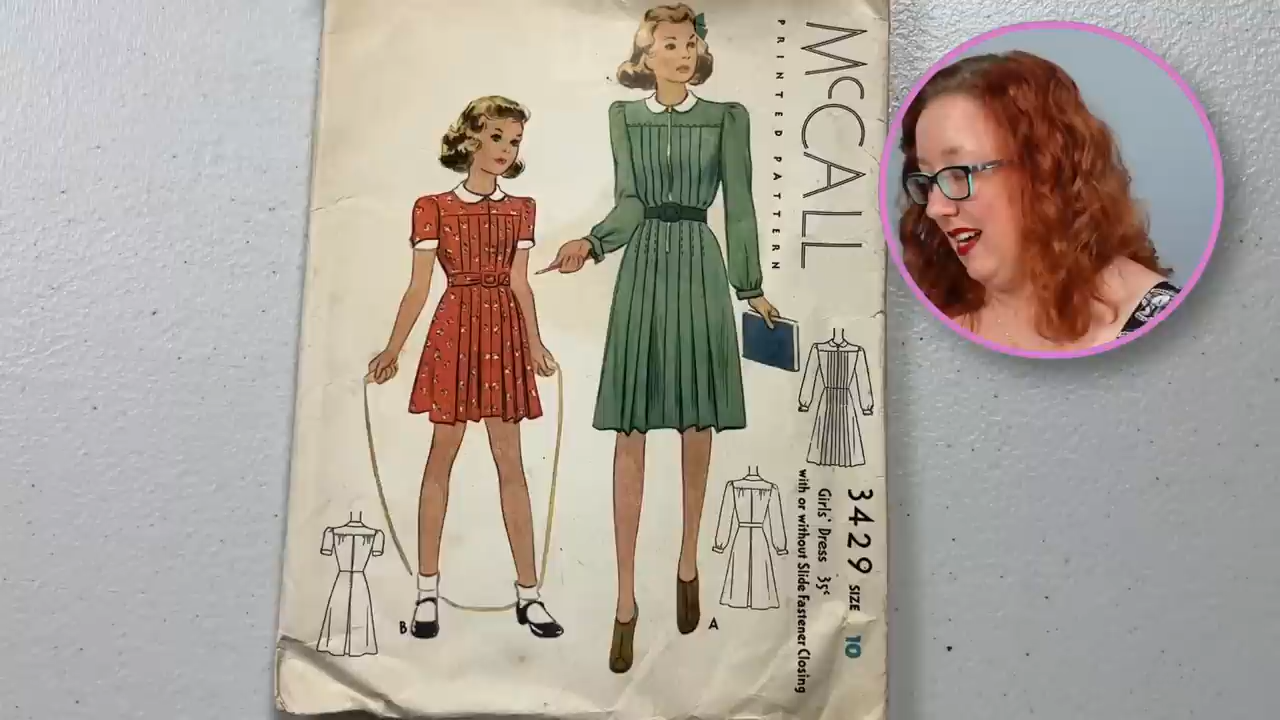 McCALL
PRINTED PATTERN
3429 SIZE 10
Girls' Dress 35¢
with or without Slide Fastener Closing
B
A